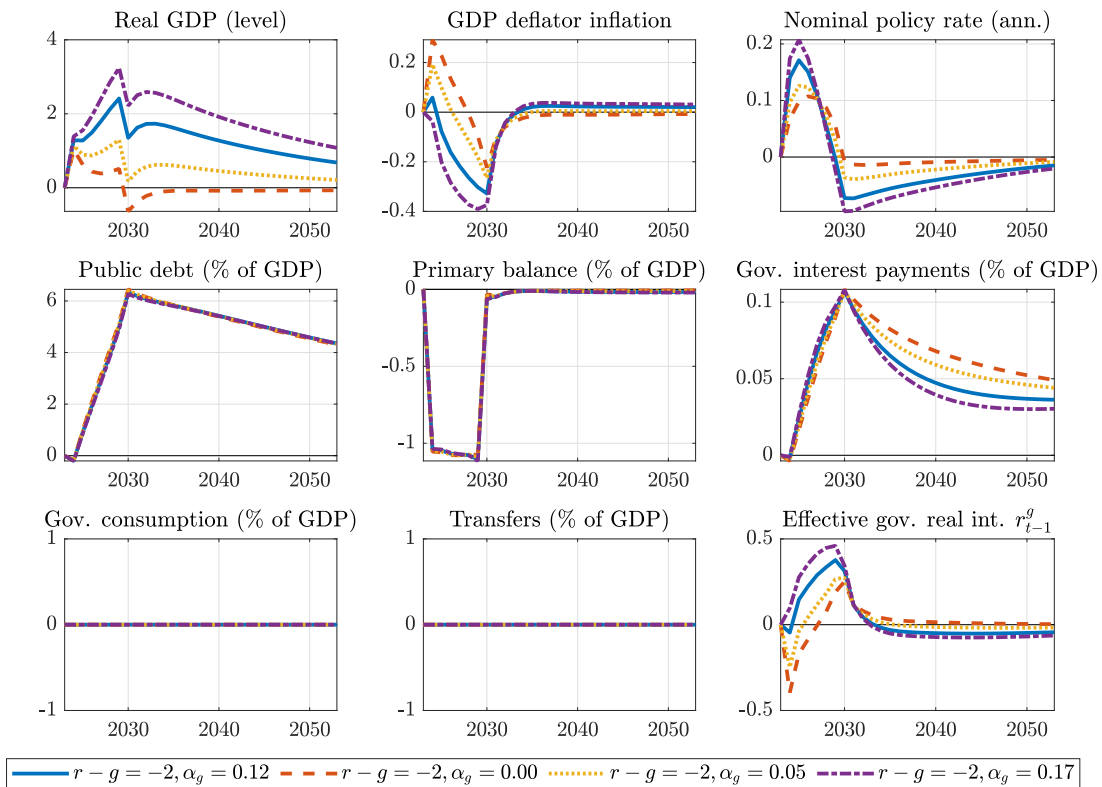 Real GDP (level)
4
2
0
2030 2040 2050
GDP deflator inflation
0.2
0
-0.2
-0.4
2030 2040 2050
Nominal policy rate (ann.)
0.2
0.1
0
2030 2040 2050
Public debt (% of GDP)
6
4
2
0
2030 2040 2050
Primary balance (% of GDP)
0
-0.5
-1
2030 2040 2050
Gov. interest payments (% of GDP)
0.1
0.05
0
2030 2040 2050
Gov. consumption (% of GDP)
1
0
-1
2030 2040 2050
Transfers (% of GDP)
1
0
-1
2030 2040 2050
Effective gov. real int. $r^g_{t-1}$
0.5
0
-0.5
2030 2040 2050
$r - g = -2, \alpha_g = 0.12$ $r - g = -2, \alpha_g = 0.00$ $r - g = -2, \alpha_g = 0.05$ $r - g = -2, \alpha_g = 0.17$